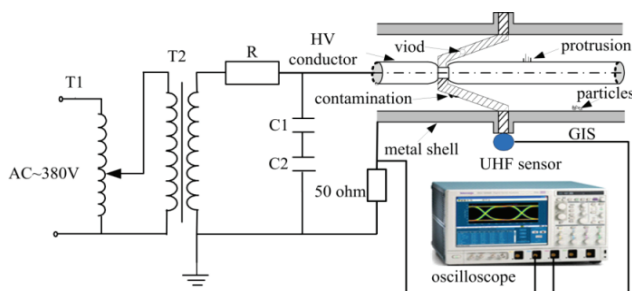 HV
conductor
viod
protrusion
T1
T2
R
contamination
particles
C1
C2
metal shell
GIS
UHF sensor
AC~380V
50 ohm
oscilloscope